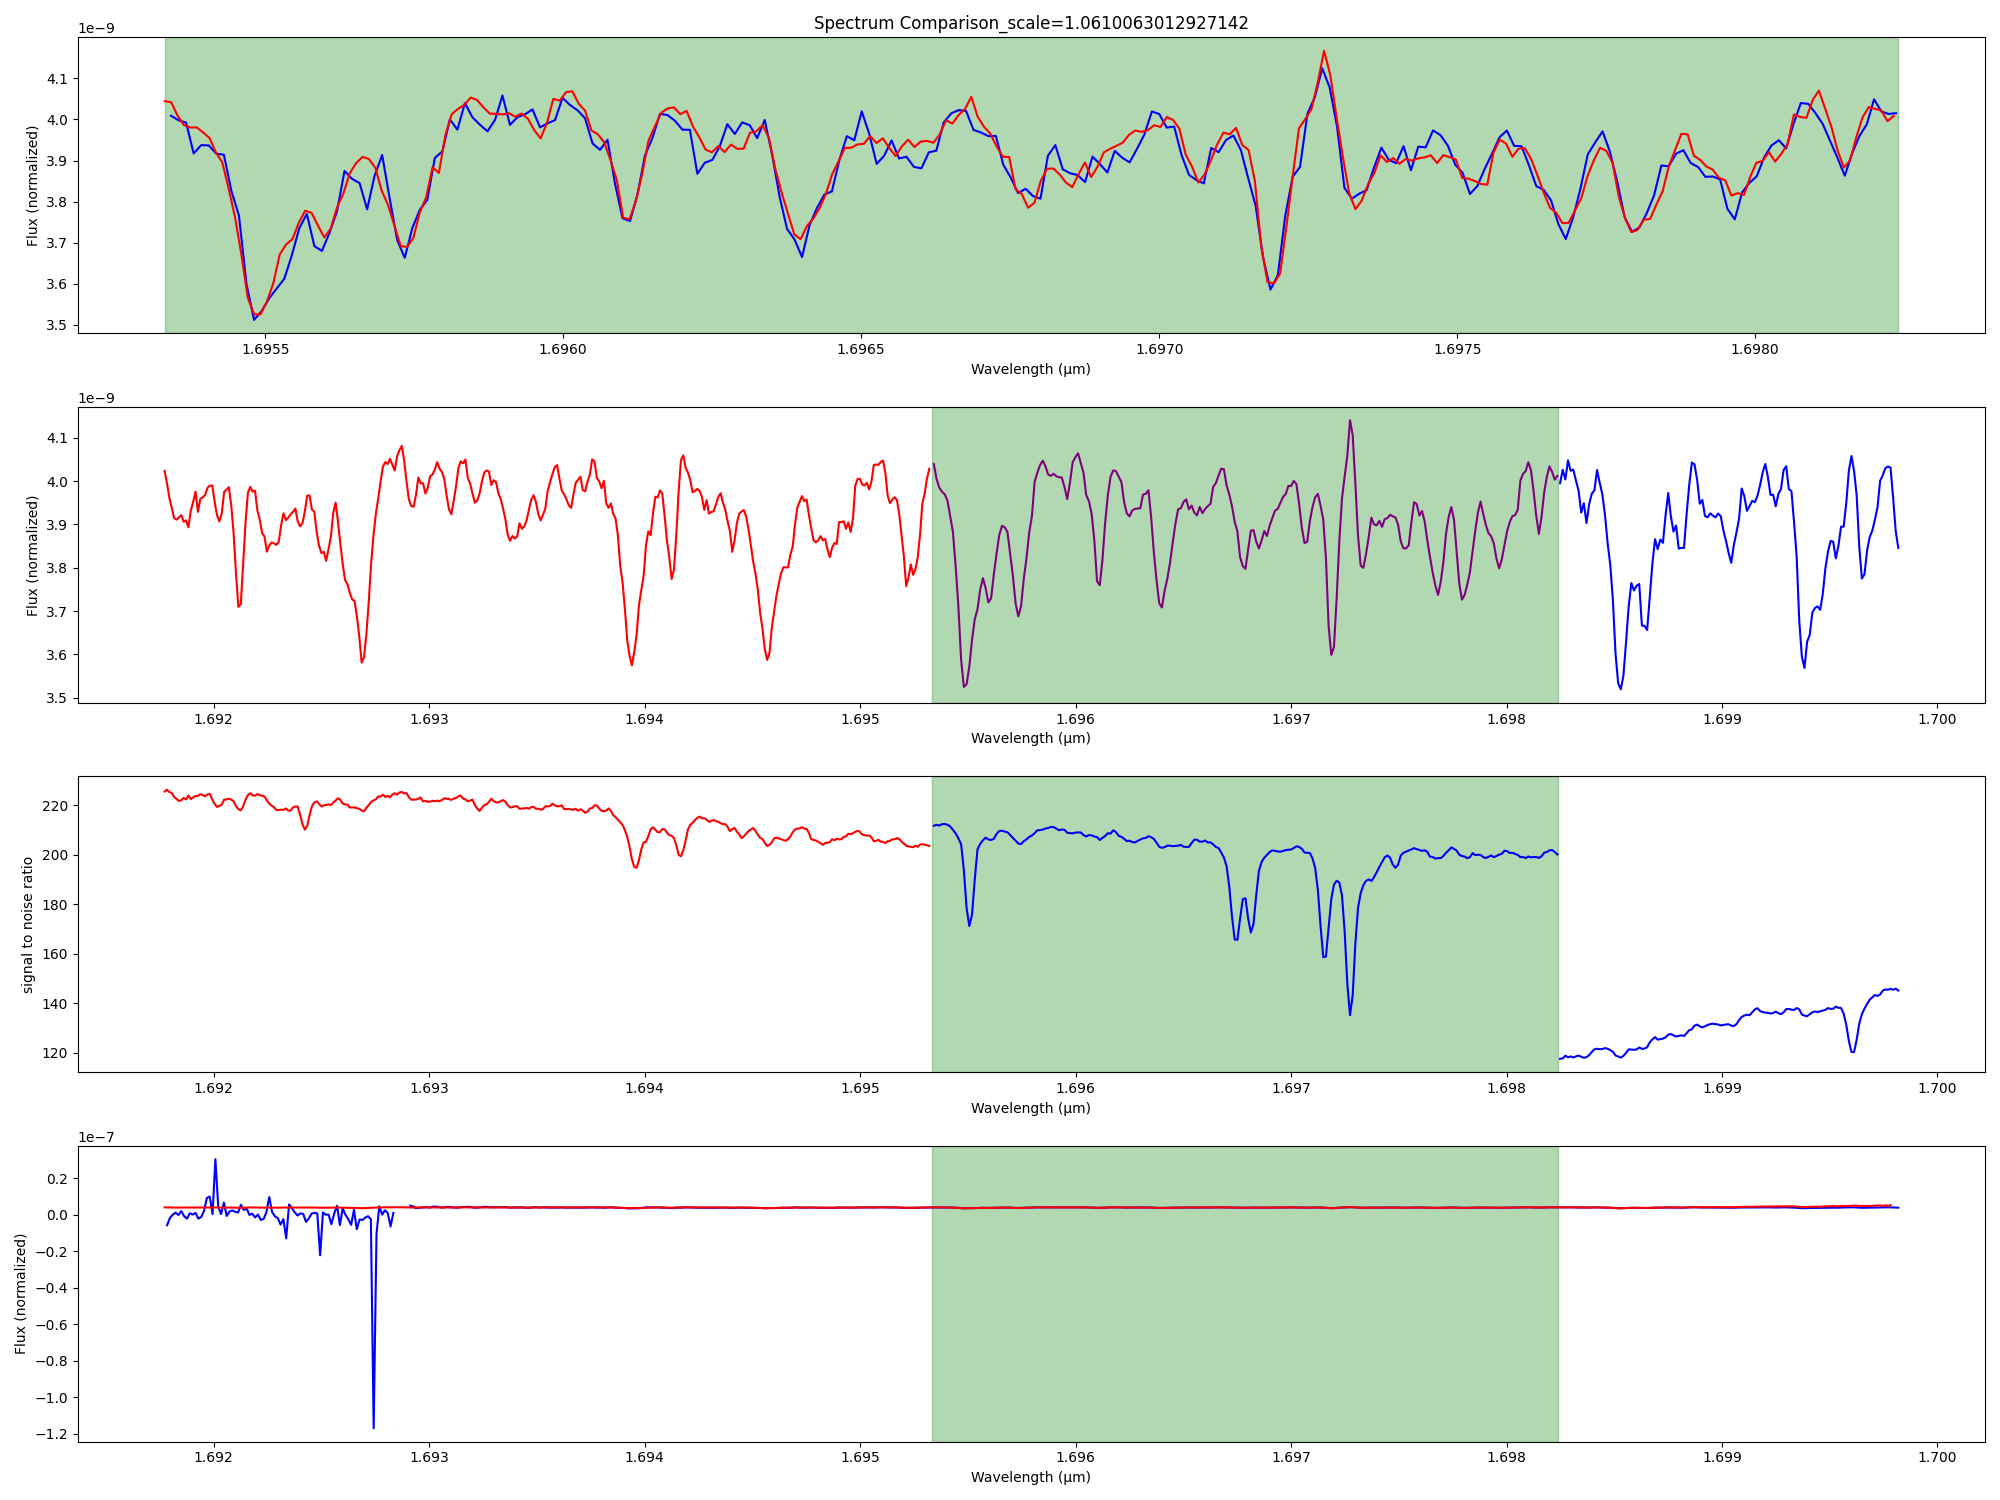 Spectrum Comparison_scale=1.0610063012927142
1e−9
Flux (normalized)
4.1
4.0
3.9
3.8
3.7
3.6
3.5
1.6955 1.6960 1.6965 1.6970 1.6975 1.6980
Wavelength (μm)
1e−9
Flux (normalized)
4.1
4.0
3.9
3.8
3.7
3.6
3.5
1.692 1.693 1.694 1.695 1.696 1.697 1.698 1.699 1.700
Wavelength (μm)
signal to noise ratio
220
200
180
160
140
120
1.692 1.693 1.694 1.695 1.696 1.697 1.698 1.699 1.700
Wavelength (μm)
1e−7
Flux (normalized)
0.2
0.0
−0.2
−0.4
−0.6
−0.8
−1.0
−1.2
1.692 1.693 1.694 1.695 1.696 1.697 1.698 1.699 1.700
Wavelength (μm)